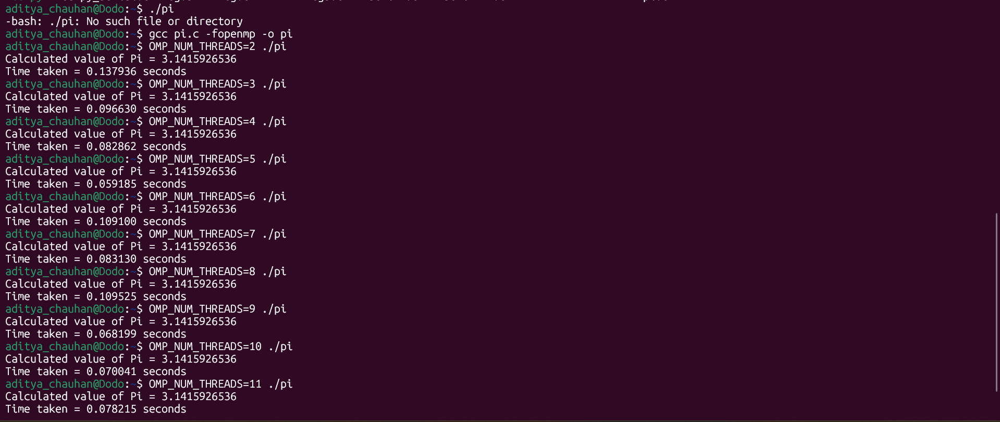 aditya_chauhan@Dodo:~$ ./pi
-bash: ./pi: No such file or directory
aditya_chauhan@Dodo:~$ gcc pi.c -fopenmp -o pi
aditya_chauhan@Dodo:~$ OMP_NUM_THREADS=2 ./pi
Calculated value of Pi = 3.1415926536
Time taken = 0.137936 seconds
aditya_chauhan@Dodo:~$ OMP_NUM_THREADS=3 ./pi
Calculated value of Pi = 3.1415926536
Time taken = 0.096630 seconds
aditya_chauhan@Dodo:~$ OMP_NUM_THREADS=4 ./pi
Calculated value of Pi = 3.1415926536
Time taken = 0.082862 seconds
aditya_chauhan@Dodo:~$ OMP_NUM_THREADS=5 ./pi
Calculated value of Pi = 3.1415926536
Time taken = 0.059185 seconds
aditya_chauhan@Dodo:~$ OMP_NUM_THREADS=6 ./pi
Calculated value of Pi = 3.1415926536
Time taken = 0.109100 seconds
aditya_chauhan@Dodo:~$ OMP_NUM_THREADS=7 ./pi
Calculated value of Pi = 3.1415926536
Time taken = 0.083130 seconds
aditya_chauhan@Dodo:~$ OMP_NUM_THREADS=8 ./pi
Calculated value of Pi = 3.1415926536
Time taken = 0.109525 seconds
aditya_chauhan@Dodo:~$ OMP_NUM_THREADS=9 ./pi
Calculated value of Pi = 3.1415926536
Time taken = 0.068199 seconds
aditya_chauhan@Dodo:~$ OMP_NUM_THREADS=10 ./pi
Calculated value of Pi = 3.1415926536
Time taken = 0.070041 seconds
aditya_chauhan@Dodo:~$ OMP_NUM_THREADS=11 ./pi
Calculated value of Pi = 3.1415926536
Time taken = 0.078215 seconds